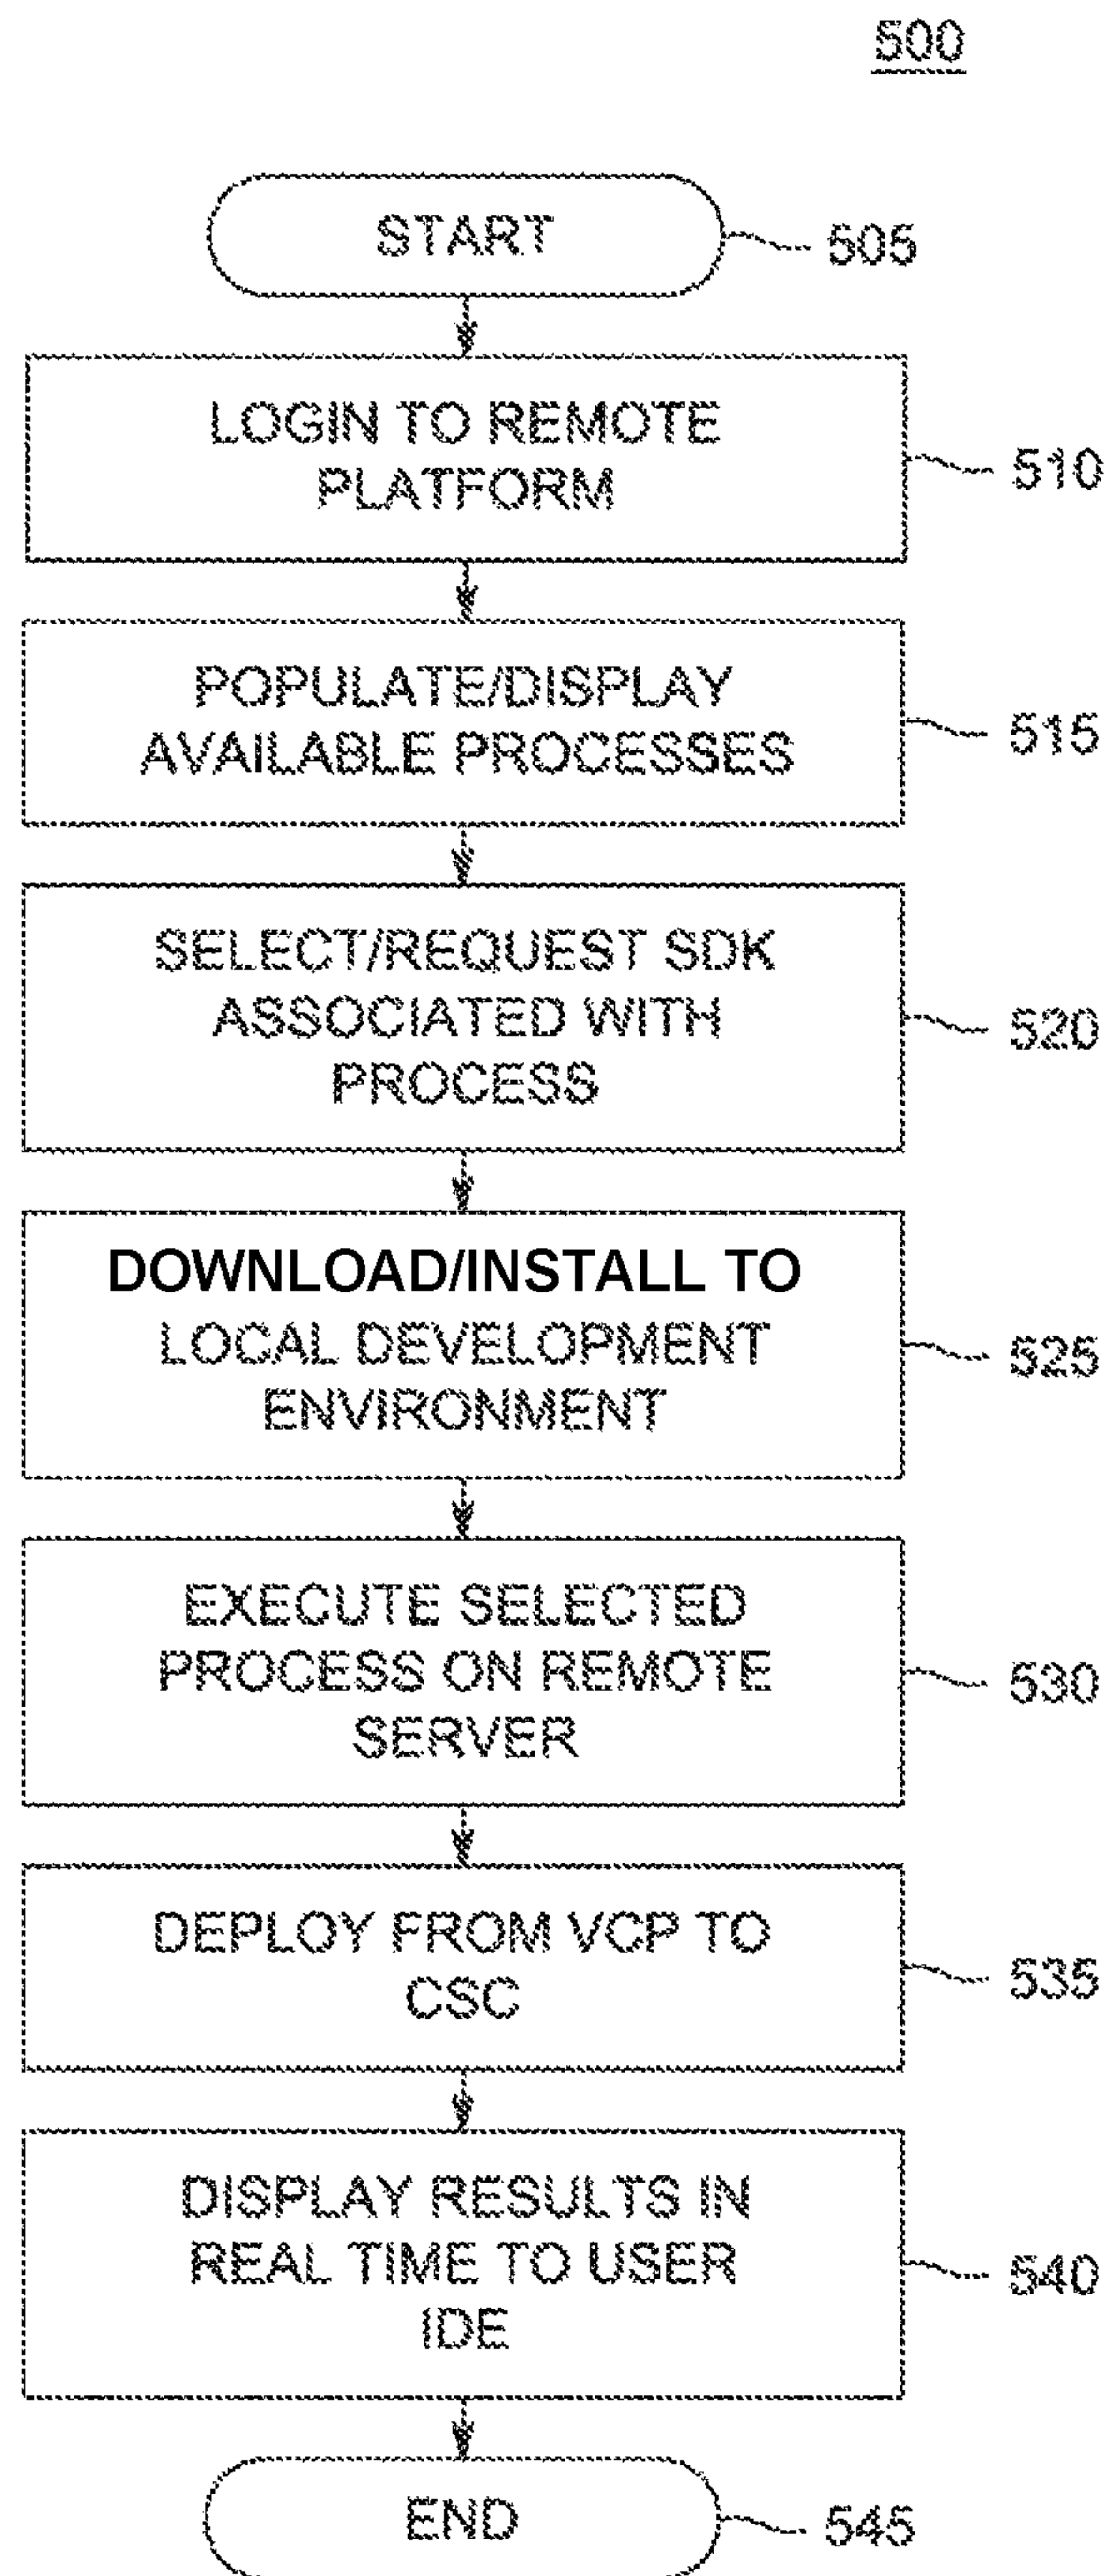 500
START
505
LOGIN TO REMOTE
PLATFORM
510
POPULATE/DISPLAY
AVAILABLE PROCESSES
515
SELECT/REQUEST SDK
ASSOCIATED WITH
PROCESS
520
DOWNLOAD/INSTALL TO
LOCAL DEVELOPMENT
ENVIRONMENT
525
EXECUTE SELECTED
PROCESS ON REMOTE
SERVER
530
DEPLOY FROM VCP TO
CSC
535
DISPLAY RESULTS IN
REAL TIME TO USER
IDE
540
END
545